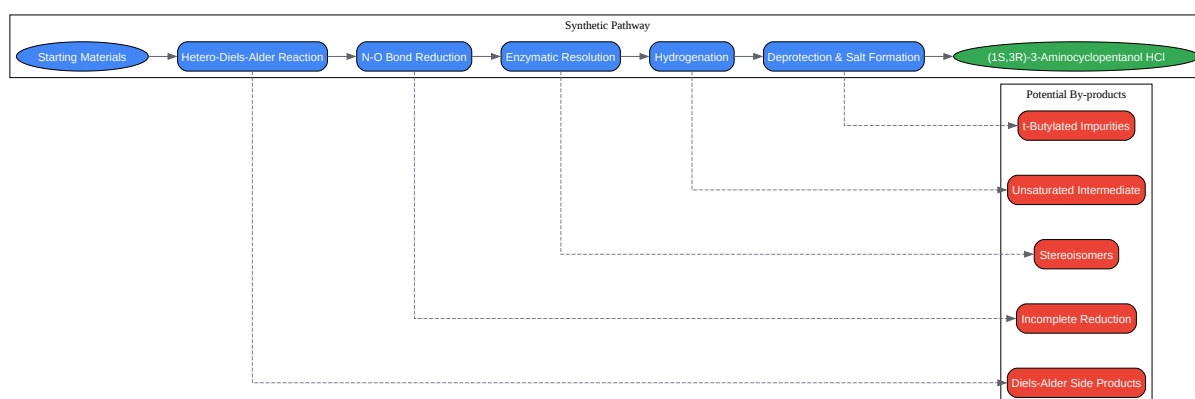 Synthetic Pathway
Starting Materials
Hetero-Diels-Alder Reaction
N-O Bond Reduction
Enzymatic Resolution
Hydrogenation
Deprotection & Salt Formation
(1S,3R)-3-Aminocyclopentanol HCl
Potential By-products
t-Butylated Impurities
Unsaturated Intermediate
Stereoisomers
Incomplete Reduction
Diels-Alder Side Products